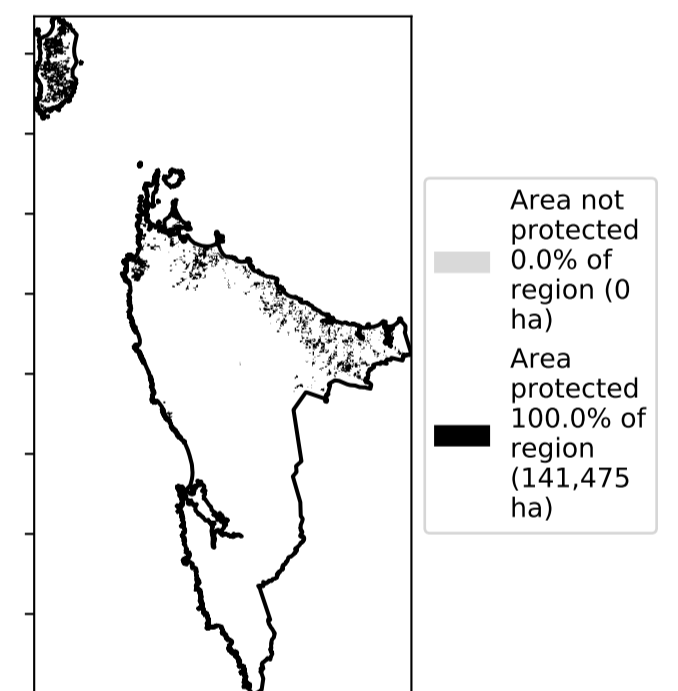 Area not
protected
0.0% of
region (0
ha)
Area
protected
100.0% of
region
(141,475
ha)